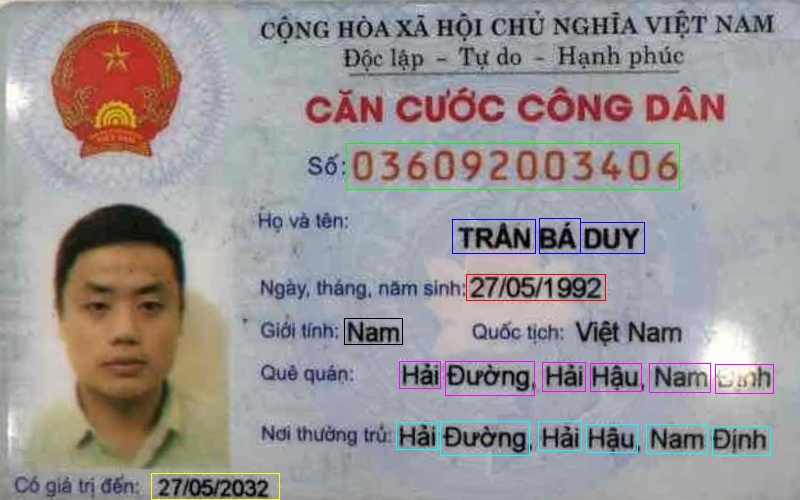 CỘNG HÒA XÃ HỘI CHỦ NGHĨA VIỆT NAM
Độc lập - Tự do - Hạnh phúc
CĂN CƯỚC CÔNG DÂN
Số: 036092003406
Họ và tên:
TRẦN BÁ DUY
Ngày, tháng, năm sinh: 27/05/1992
Giới tính: Nam Quốc tịch: Việt Nam
Quê quán: Hải Đường, Hải Hậu, Nam Định
Nơi thường trú: Hải Đường, Hải Hậu, Nam Định
Có giá trị đến: 27/05/2032